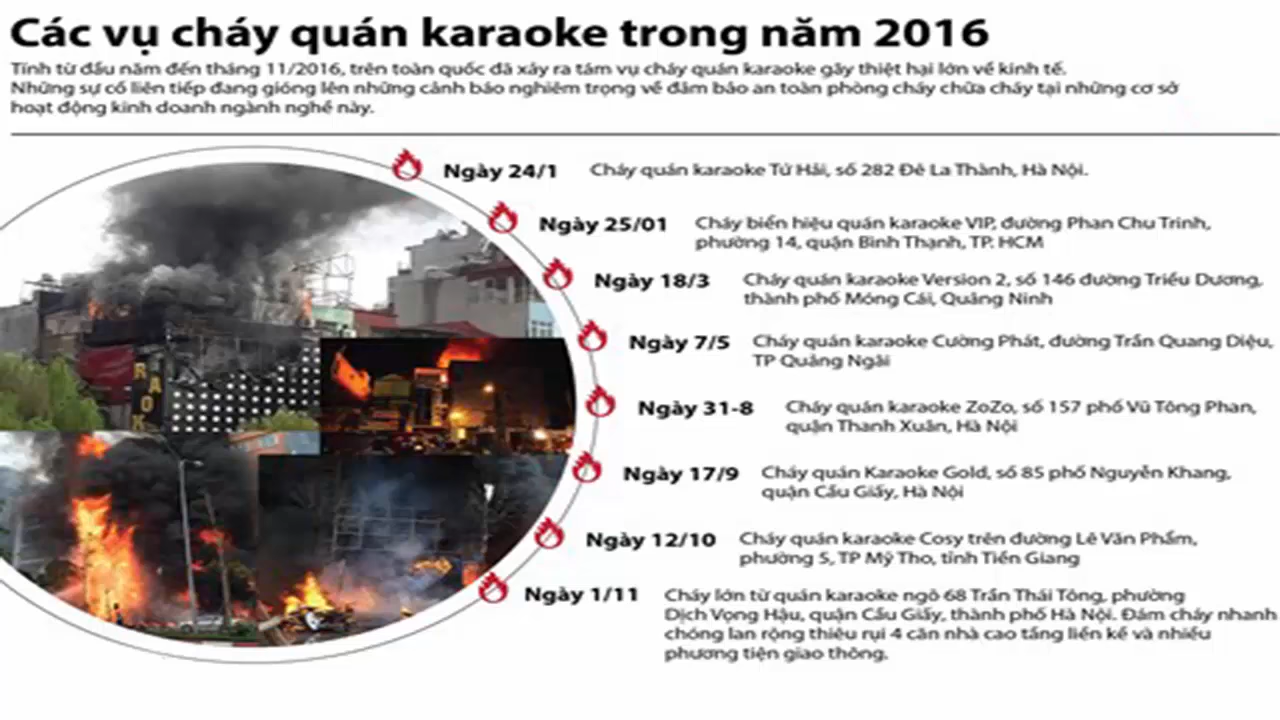 Các vụ cháy quán karaoke trong năm 2016
Tính từ đầu năm đến tháng 11/2016, trên toàn quốc đã xảy ra tám vụ cháy quán karaoke gây thiệt hại lớn về kinh tế.
Những sự cố liên tiếp đang gióng lên những cảnh báo nghiêm trọng về đảm bảo an toàn phòng cháy chữa cháy tại những cơ sở
hoạt động kinh doanh ngành nghề này.
Ngày 24/1 Cháy quán karaoke Tứ Hải, số 282 Đê La Thành, Hà Nội.
Ngày 25/01 Cháy biển hiệu quán karaoke VIP, đường Phan Chu Trinh,
phường 14, quận Bình Thạnh, TP. HCM
Ngày 18/3 Cháy quán karaoke Version 2, số 146 đường Triều Dương,
thành phố Móng Cái, Quảng Ninh
Ngày 7/5 Cháy quán karaoke Cường Phát, đường Trần Quang Diệu,
TP Quảng Ngãi
Ngày 31-8 Cháy quán karaoke ZoZo, số 157 phố Vũ Tông Phan,
quận Thanh Xuân, Hà Nội
Ngày 17/9 Cháy quán Karaoke Gold, số 85 phố Nguyễn Khang,
quận Cầu Giấy, Hà Nội
Ngày 12/10 Cháy quán karaoke Cosy trên đường Lê Văn Phẩm,
phường 5, TP Mỹ Tho, tỉnh Tiền Giang
Ngày 1/11 Cháy lớn từ quán karaoke ngõ 68 Trần Thái Tông, phường
Dịch Vọng Hậu, quận Cầu Giấy, thành phố Hà Nội. Đám cháy nhanh
chóng lan rộng thiêu rụi 4 căn nhà cao tầng liền kề và nhiều
phương tiện giao thông.
RAOK